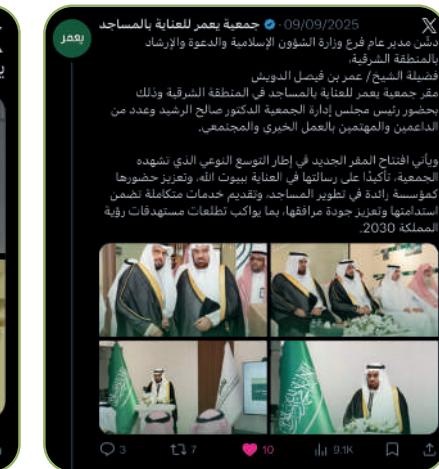 جمعية يعمر للعناية بالمساجد · 09/09/2025
يعمر
دشّن مدير عام فرع وزارة الشؤون الإسلامية والدعوة والإرشاد
بالمنطقة الشرقية،
فضيلة الشيخ/ عمر بن فيصل الدويش
مقر جمعية يعمر للعناية بالمساجد في المنطقة الشرقية وذلك
بحضور رئيس مجلس إدارة الجمعية الدكتور صالح الرشيد وعدد من
الداعمين والمهتمين بالعمل الخيري والمجتمعي.
ويأتي افتتاح المقر الجديد في إطار التوسع النوعي الذي تشهده
الجمعية، تأكيدًا على رسالتها في العناية ببيوت الله، وتعزيز حضورها
كمؤسسة رائدة في تطوير المساجد، وتقديم خدمات متكاملة تضمن
استدامتها وتعزيز جودة مرافقها، بما يواكب تطلعات مستهدفات رؤية
المملكة 2030.
3 7 10 9.1K